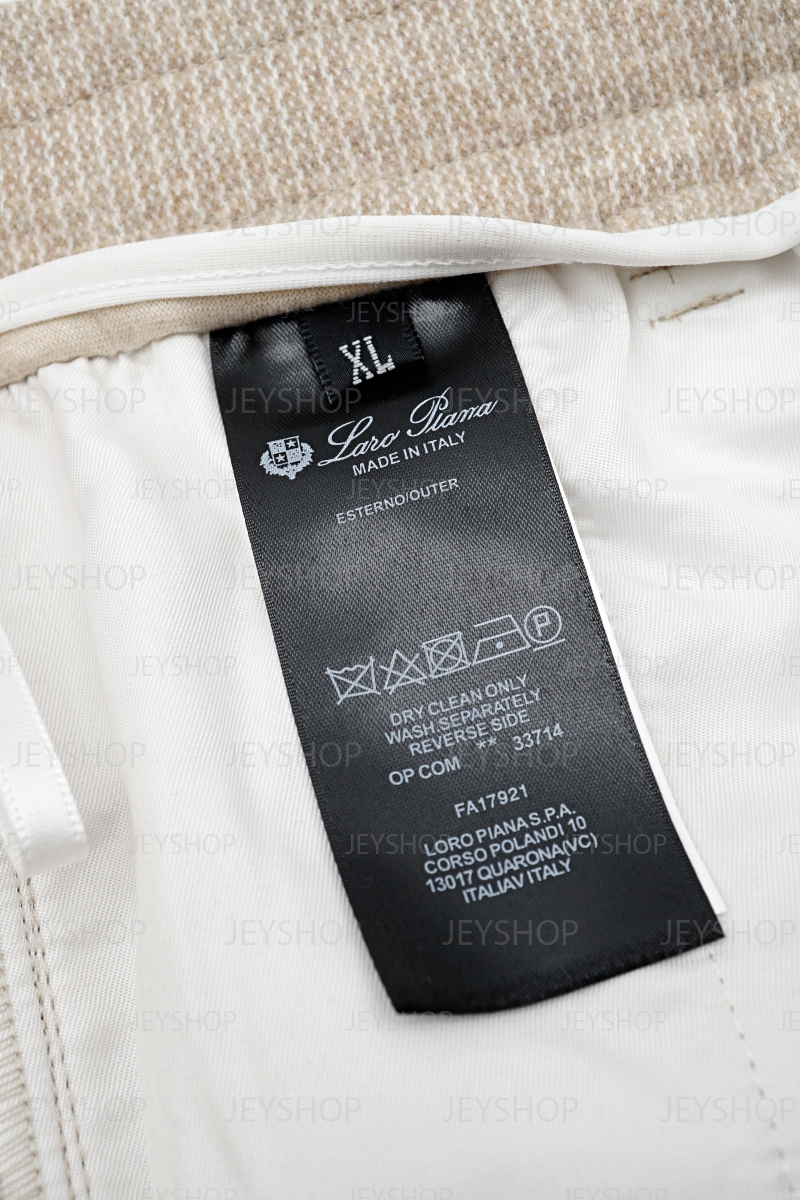 XL
Laro Piana
MADE IN ITALY
ESTERNO/OUTER
P
DRY CLEAN ONLY
WASH SEPARATELY
REVERSE SIDE
OP COM ** 33714
FA17921
LORO PIANA S.P.A.
CORSO POLANDI 10
13017 QUARONA(VC)
ITALIAV ITALY
JEYSHOP